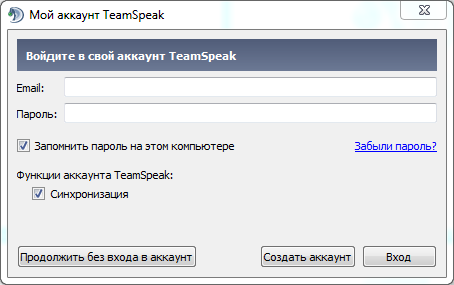 Мой аккаунт TeamSpeak
Войдите в свой аккаунт TeamSpeak
Email:
Пароль:
Запомнить пароль на этом компьютере Забыли пароль?
Функции аккаунта TeamSpeak:
Синхронизация
Продолжить без входа в аккаунт Создать аккаунт Вход